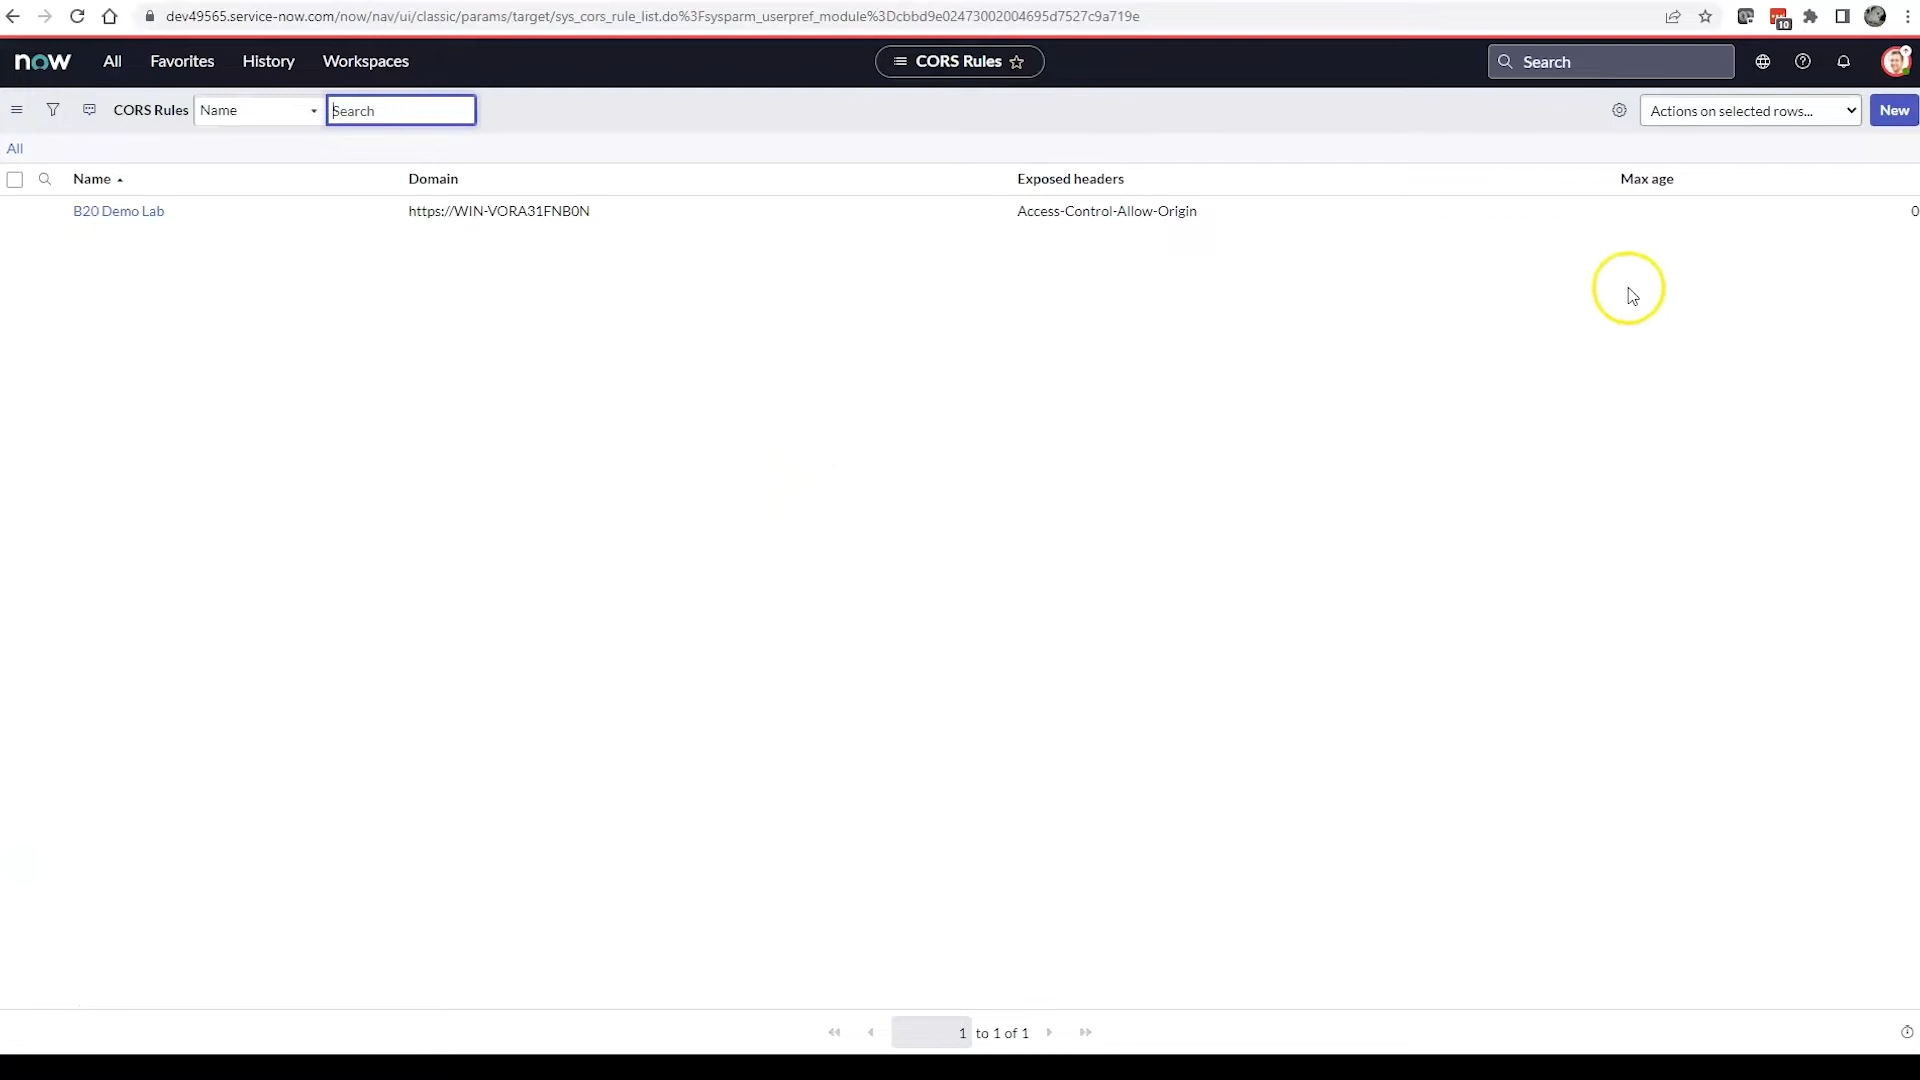 dev49565.service-now.com/now/nav/ui/classic/params/target/sys_cors_rule_list.do%3Fsysparm_userpref_module%3Dcbbd9e02473002004695d7527c9a719e
10
now All Favorites History Workspaces CORS Rules Search
CORS Rules Name Search Actions on selected rows... New
All
Name Domain Exposed headers Max age
B20 Demo Lab https://WIN-VORA31FNB0N Access-Control-Allow-Origin 0
1 to 1 of 1